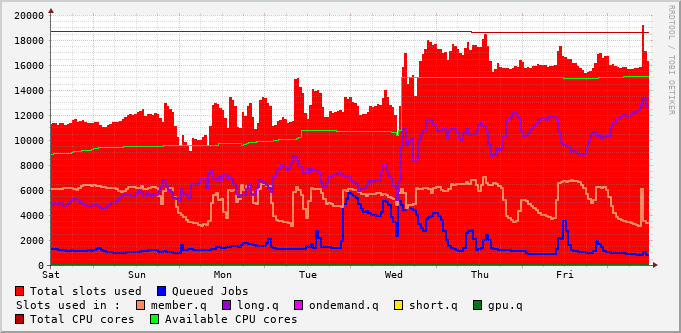 20000
18000
16000
14000
12000
10000
8000
6000
4000
2000
0
Sat Sun Mon Tue Wed Thu Fri
RRDTOOL / TOBI OETIKER
Total slots used Queued Jobs
Slots used in : member.q long.q ondemand.q short.q gpu.q
Total CPU cores Available CPU cores